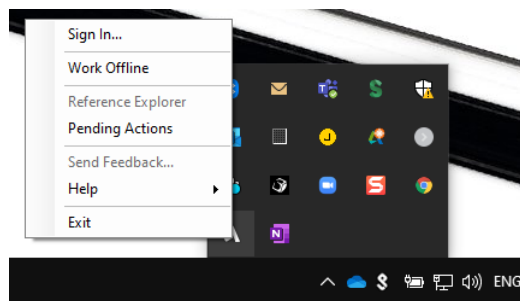 Sign In...
Work Offline
Reference Explorer
Pending Actions
Send Feedback...
Help
Exit
ENG